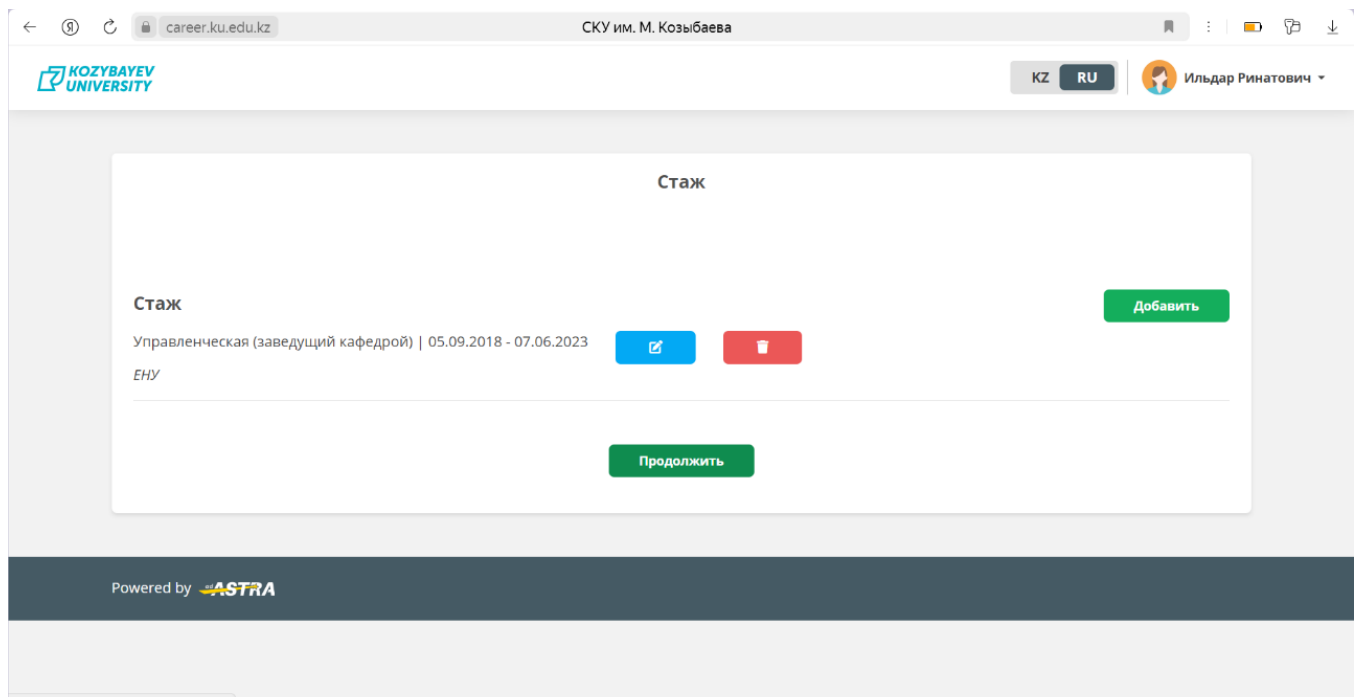 career.ku.edu.kz
СКУ им. М. Козыбаева
KOZYBAYEV
UNIVERSITY
KZ RU
Ильдар Ринатович
Стаж
Стаж
Добавить
Управленческая (заведущий кафедрой) | 05.09.2018 - 07.06.2023
ЕНУ
Продолжить
Powered by ASTRA